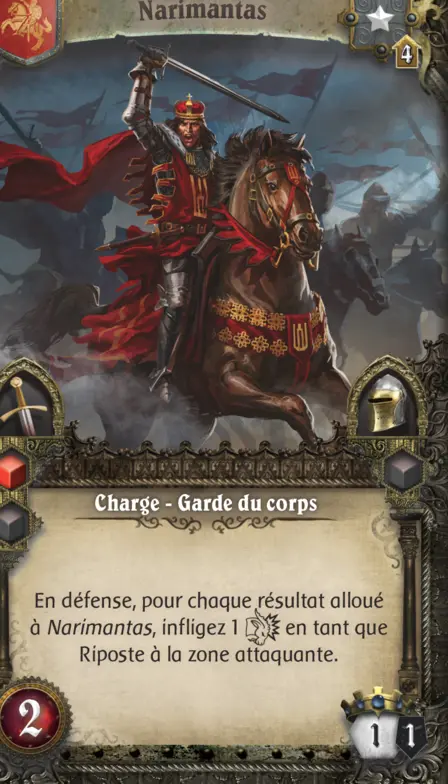 Narimantas
4
Charge - Garde du corps
En défense, pour chaque résultat alloué
à Narimantas, infligez 1 en tant que
Riposte à la zone attaquante.
2
1 1